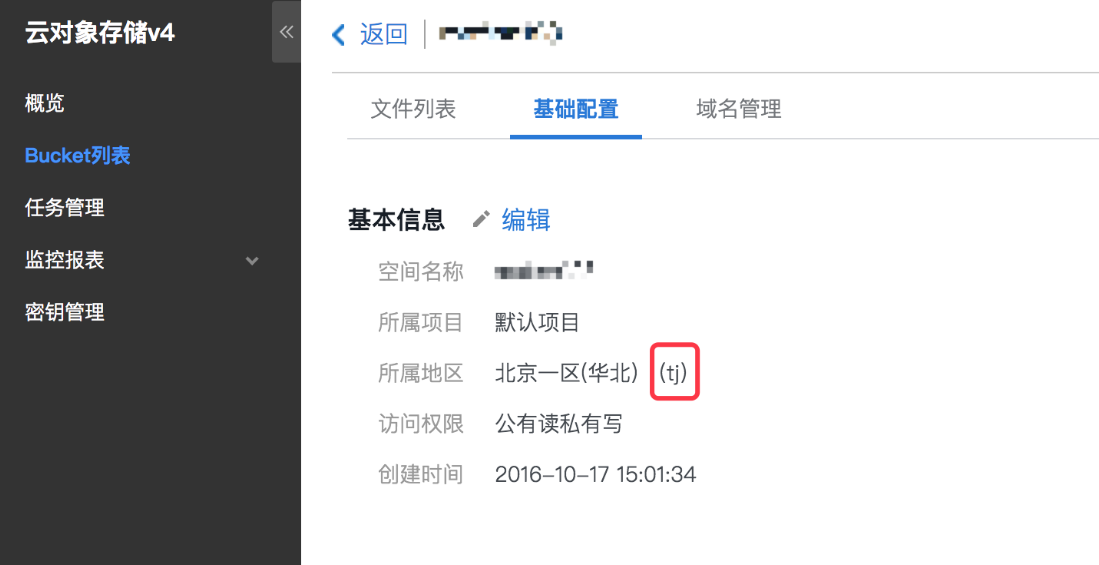 云对象存储v4
概览
Bucket列表
任务管理
监控报表
密钥管理
返回
文件列表 基础配置 域名管理
基本信息 编辑
空间名称
所属项目 默认项目
所属地区 北京一区(华北) (tj)
访问权限 公有读私有写
创建时间 2016-10-17 15:01:34